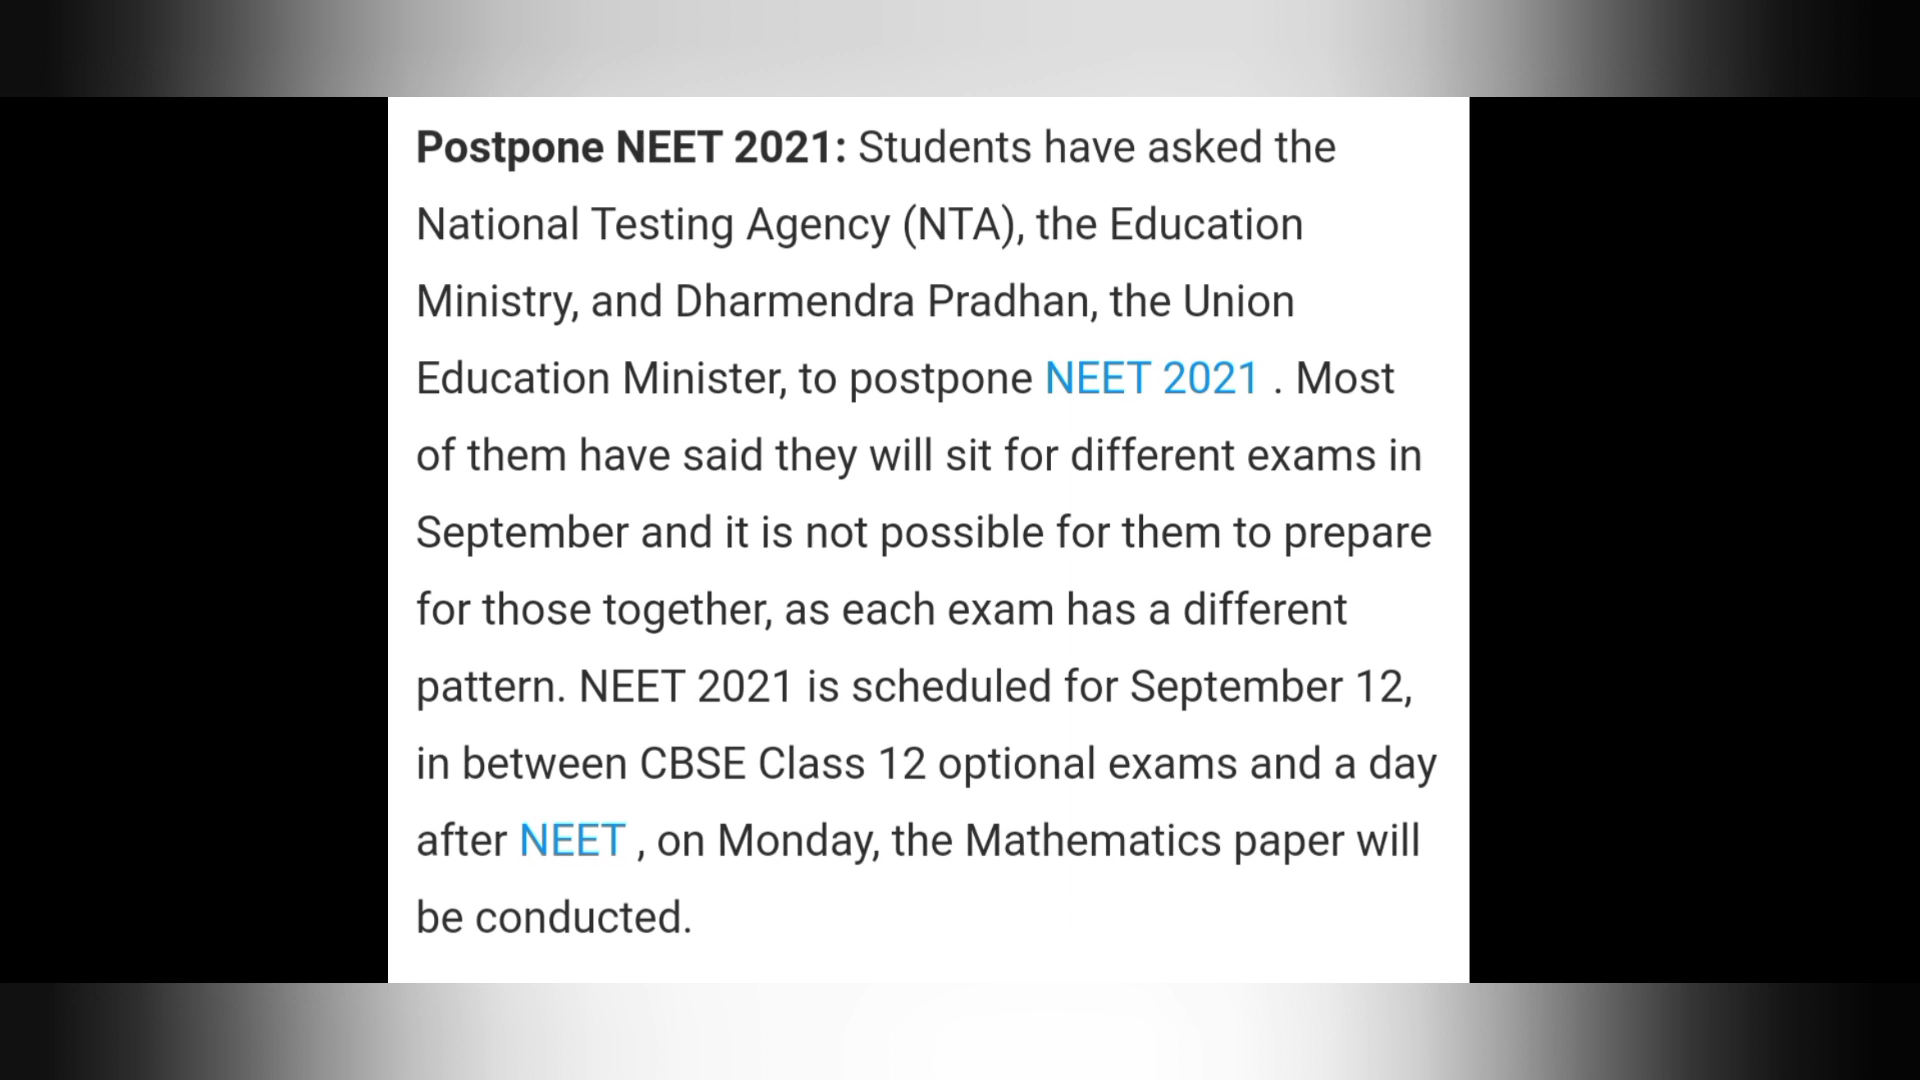 Postpone NEET 2021: Students have asked the
National Testing Agency (NTA), the Education
Ministry, and Dharmendra Pradhan, the Union
Education Minister, to postpone NEET 2021 . Most
of them have said they will sit for different exams in
September and it is not possible for them to prepare
for those together, as each exam has a different
pattern. NEET 2021 is scheduled for September 12,
in between CBSE Class 12 optional exams and a day
after NEET , on Monday, the Mathematics paper will
be conducted.